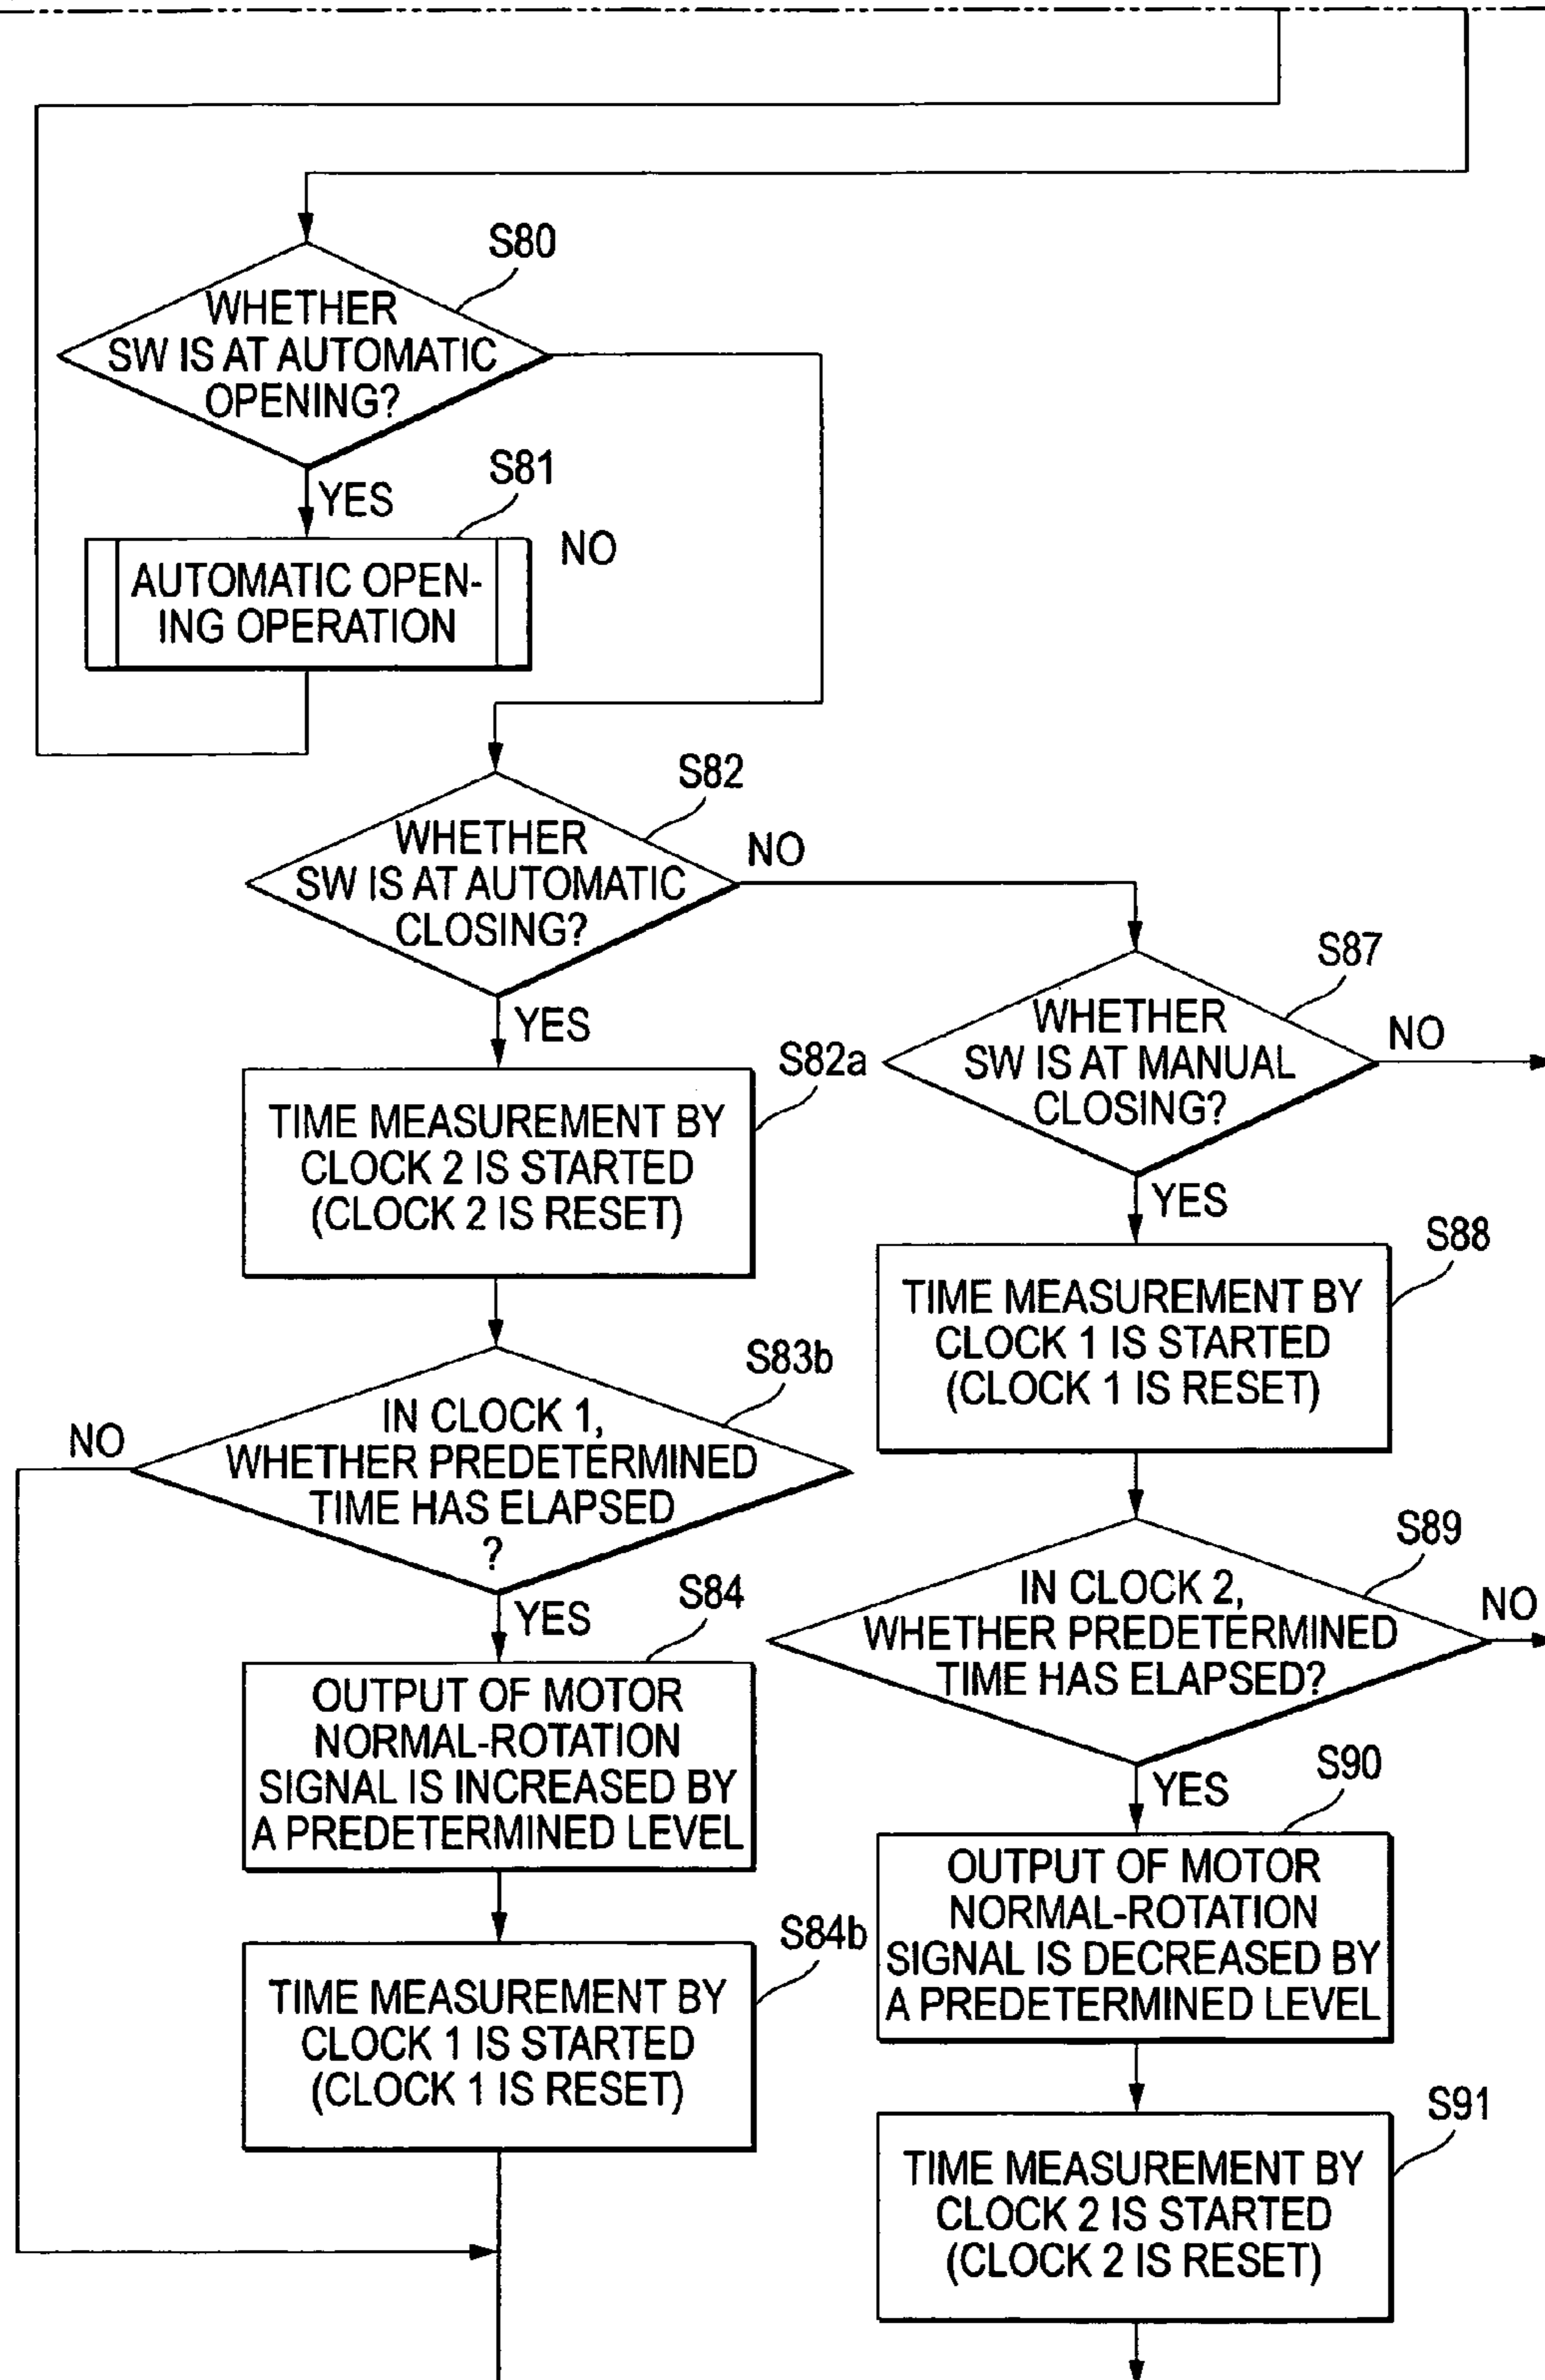 S80
WHETHER
SW IS AT AUTOMATIC
OPENING?
YES
S81
NO
AUTOMATIC OPEN-
ING OPERATION
S82
WHETHER
SW IS AT AUTOMATIC
CLOSING?
NO
YES
S82a
TIME MEASUREMENT BY
CLOCK 2 IS STARTED
(CLOCK 2 IS RESET)
S83b
IN CLOCK 1,
WHETHER PREDETERMINED
TIME HAS ELAPSED
?
NO
YES
S84
OUTPUT OF MOTOR
NORMAL-ROTATION
SIGNAL IS INCREASED BY
A PREDETERMINED LEVEL
S84b
TIME MEASUREMENT BY
CLOCK 1 IS STARTED
(CLOCK 1 IS RESET)
S87
WHETHER
SW IS AT MANUAL
CLOSING?
NO
YES
S88
TIME MEASUREMENT BY
CLOCK 1 IS STARTED
(CLOCK 1 IS RESET)
S89
IN CLOCK 2,
WHETHER PREDETERMINED
TIME HAS ELAPSED?
NO
YES
S90
OUTPUT OF MOTOR
NORMAL-ROTATION
SIGNAL IS DECREASED BY
A PREDETERMINED LEVEL
S91
TIME MEASUREMENT BY
CLOCK 2 IS STARTED
(CLOCK 2 IS RESET)